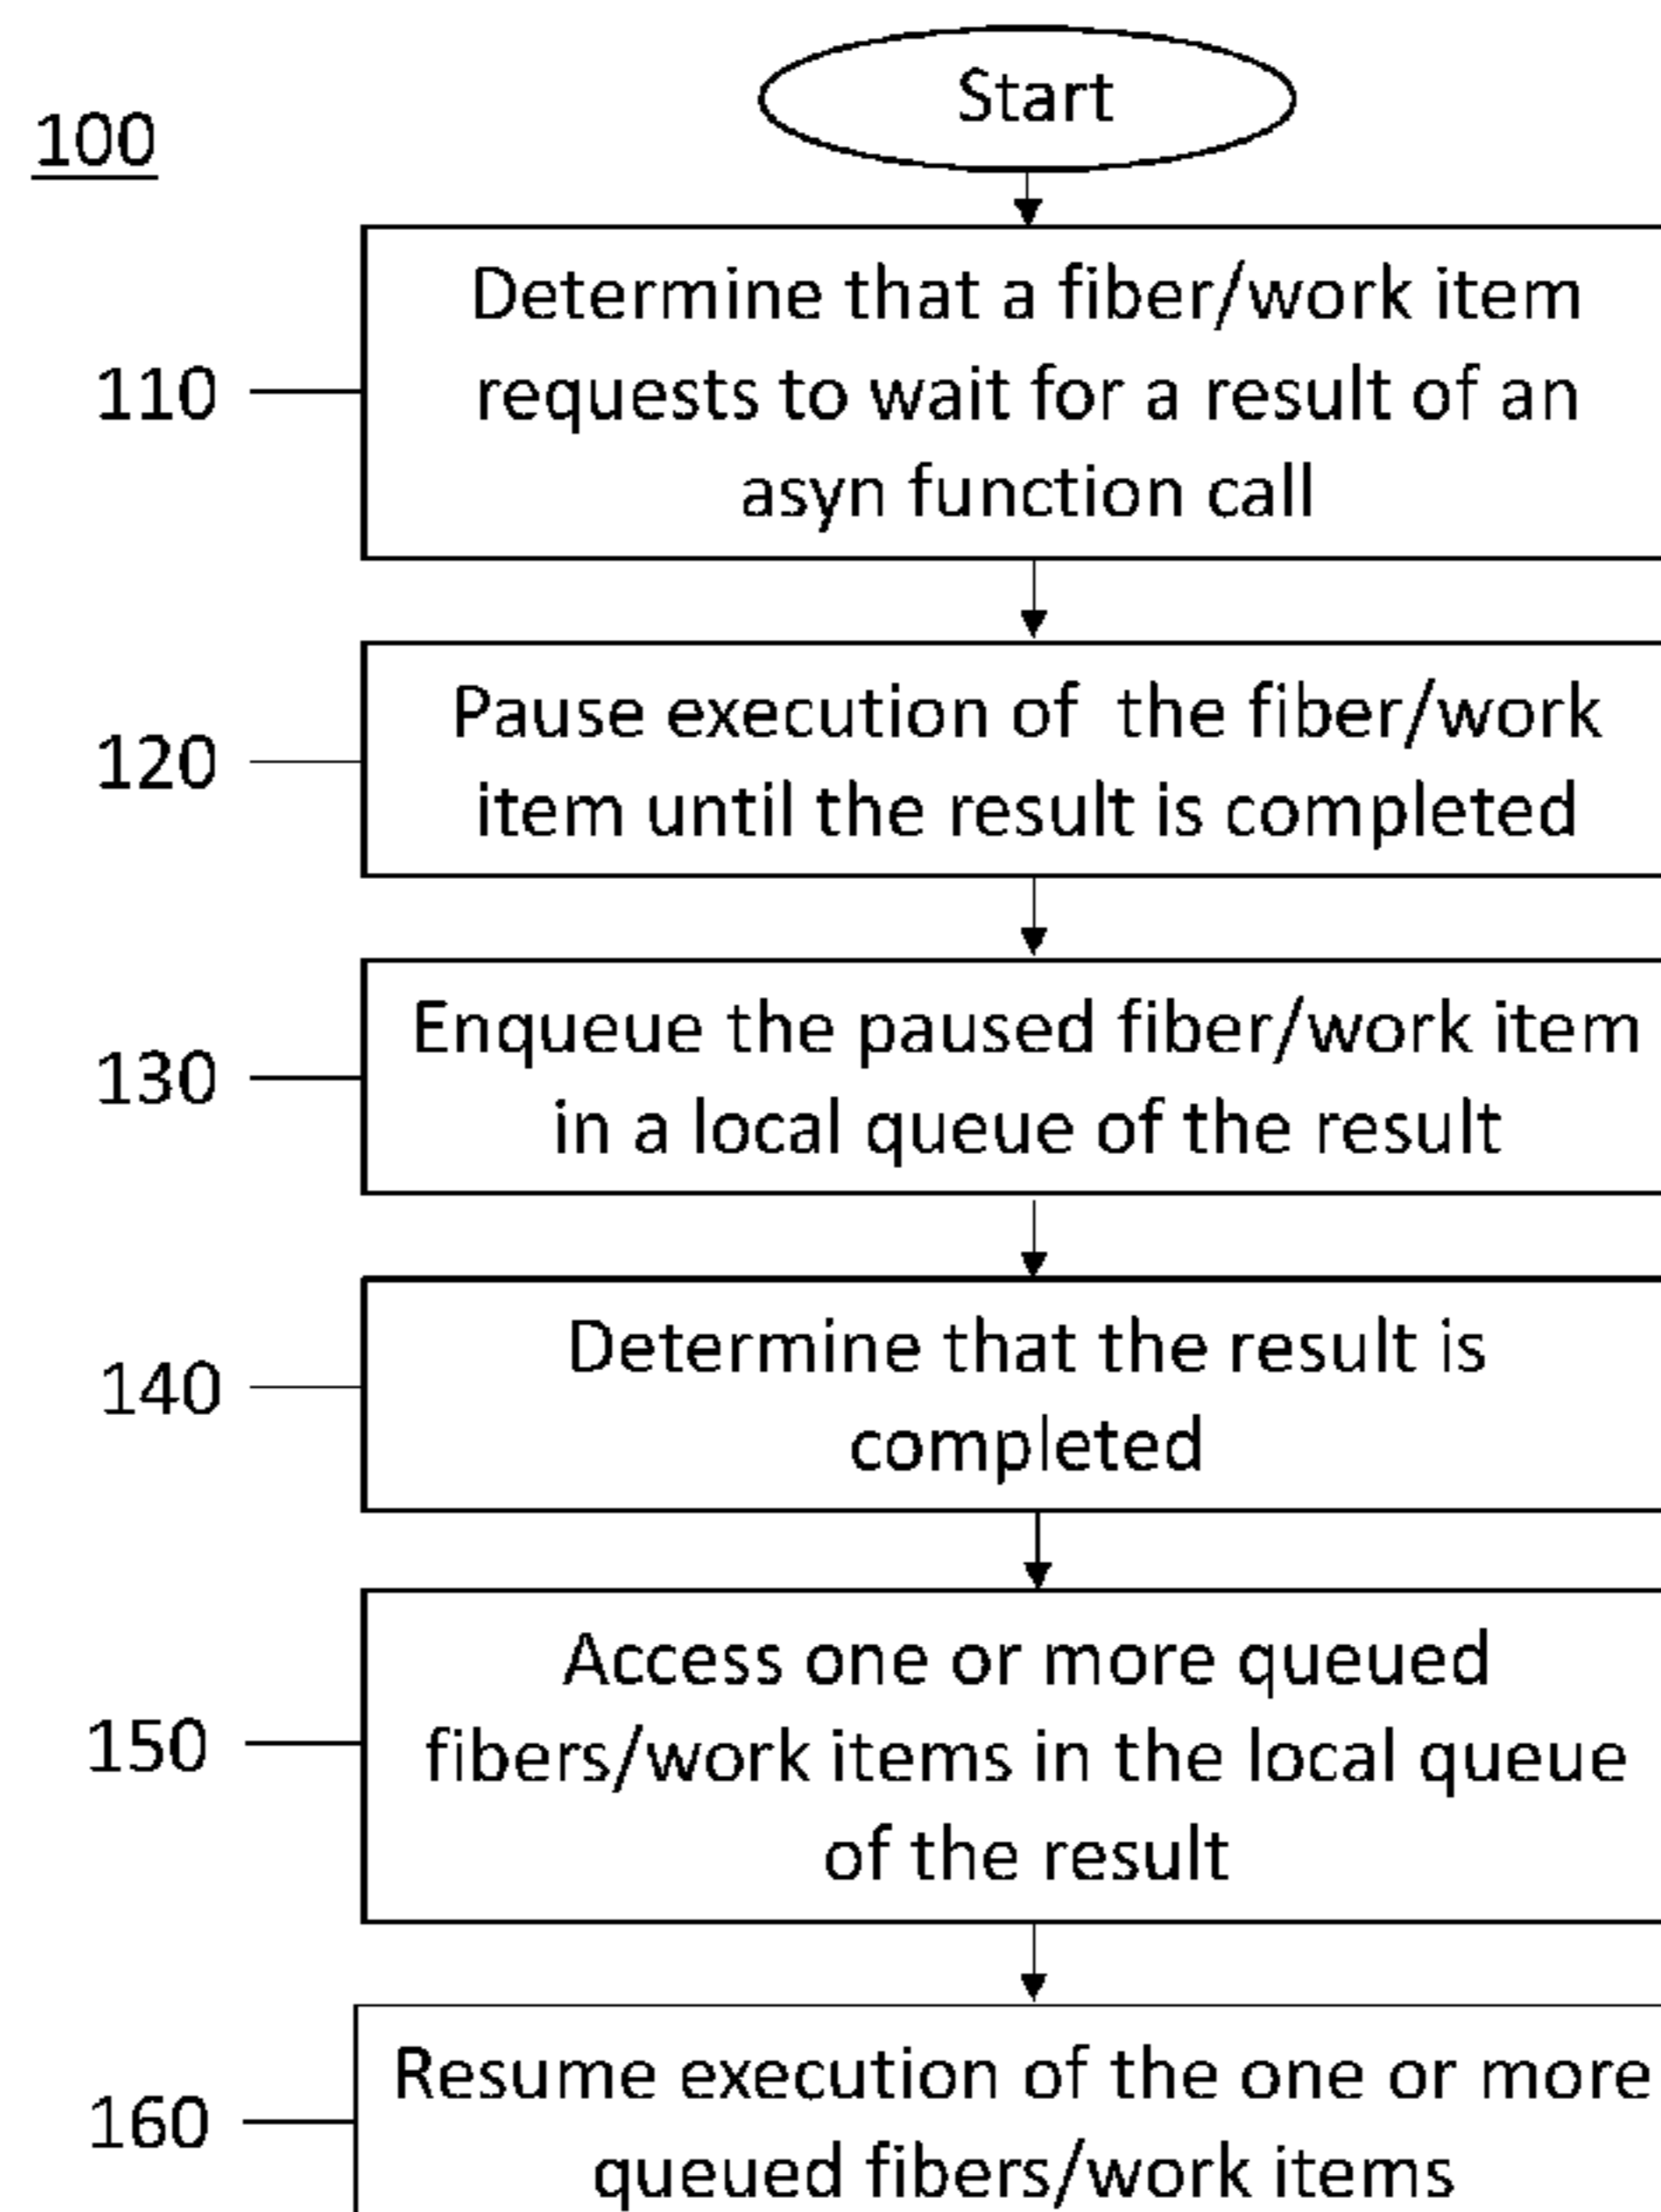 Start
100
Determine that a fiber/work item
requests to wait for a result of an
asyn function call
110
Pause execution of the fiber/work
item until the result is completed
120
Enqueue the paused fiber/work item
in a local queue of the result
130
Determine that the result is
completed
140
Access one or more queued
fibers/work items in the local queue
of the result
150
Resume execution of the one or more
queued fibers/work items
160